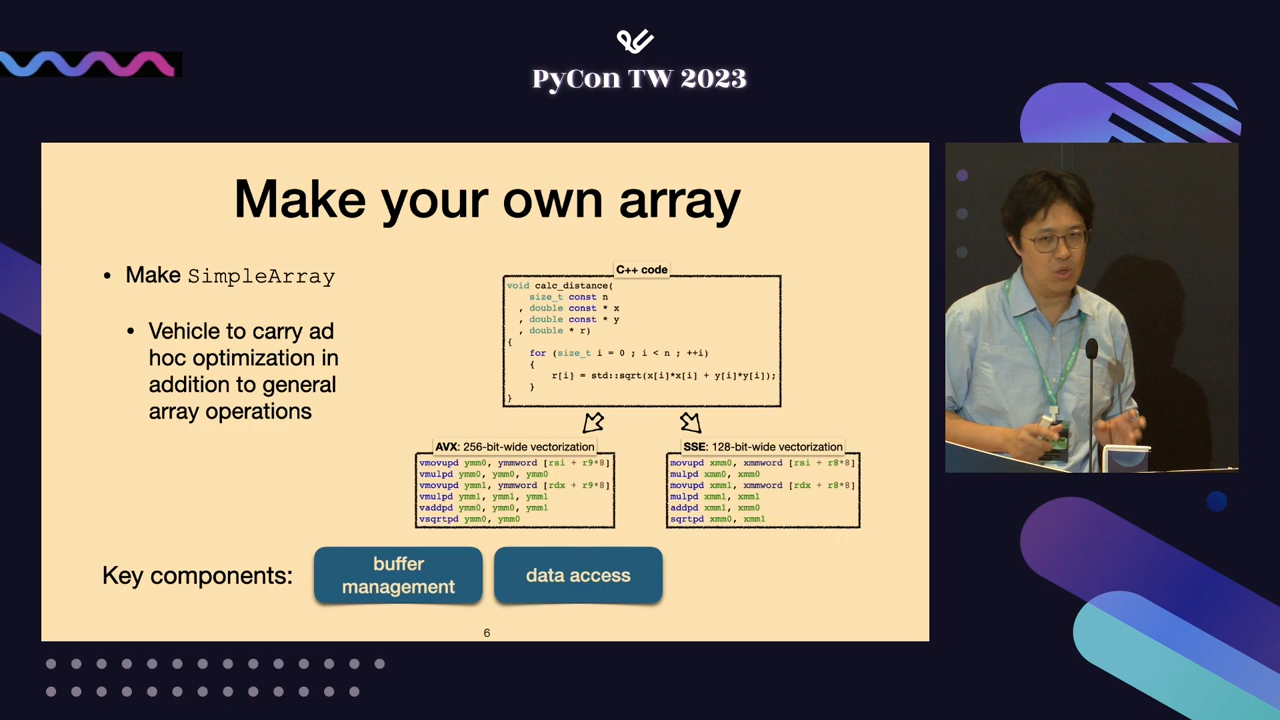 PyCon TW 2023
Make your own array
• Make SimpleArray
• Vehicle to carry ad
hoc optimization in
addition to general
array operations
C++ code
void calc_distance(
    size_t const n
  , double const * x
  , double const * y
  , double * r)
{
    for (size_t i = 0 ; i < n ; ++i)
    {
        r[i] = std::sqrt(x[i]*x[i] + y[i]*y[i]);
    }
}
AVX: 256-bit-wide vectorization
vmovupd ymm0, ymmword [rsi + r9*8]
vmulpd ymm0, ymm0, ymm0
vmovupd ymm1, ymmword [rdx + r9*8]
vmulpd ymm1, ymm1, ymm1
vaddpd ymm0, ymm0, ymm1
vsqrtpd ymm0, ymm0
SSE: 128-bit-wide vectorization
movupd xmm0, xmmword [rsi + r8*8]
mulpd xmm0, xmm0
movupd xmm1, xmmword [rdx + r8*8]
mulpd xmm1, xmm1
addpd xmm1, xmm0
sqrtpd xmm0, xmm1
Key components:
buffer
management
data access
6